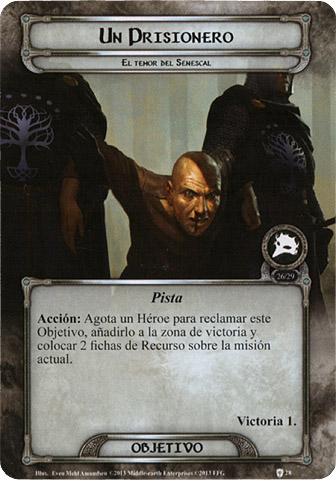 Un Prisionero
El temor del Senescal
26/29
Pista
Acción: Agota un Héroe para reclamar este
Objetivo, añadirlo a la zona de victoria y
colocar 2 fichas de Recurso sobre la misión
actual.
Victoria 1.
OBJETIVO
Illus. Even Mehl Amundsen ©2013 Middle-earth Enterprises ©2013 FFG
28